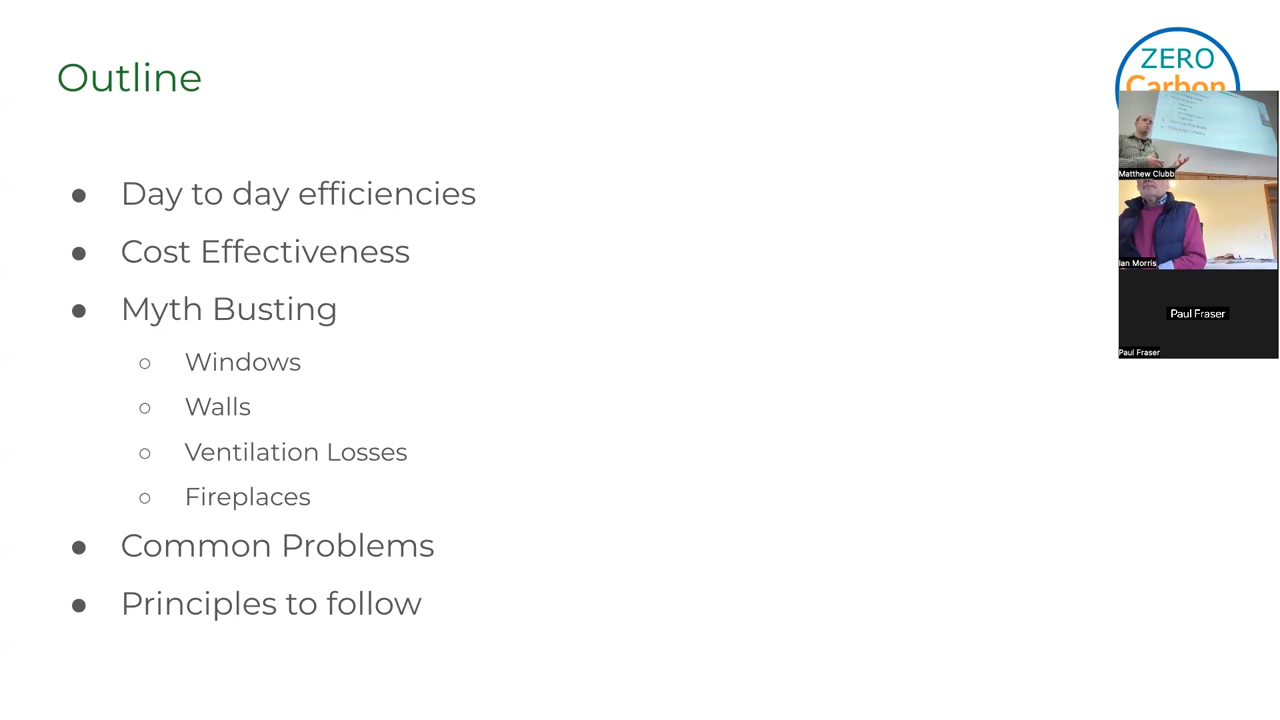 Outline
ZERO
Carbon
Day to day efficiencies
Cost Effectiveness
Myth Busting
Windows
Walls
Ventilation Losses
Fireplaces
Common Problems
Principles to follow
Matthew Clubb
Ian Morris
Paul Fraser
Paul Fraser